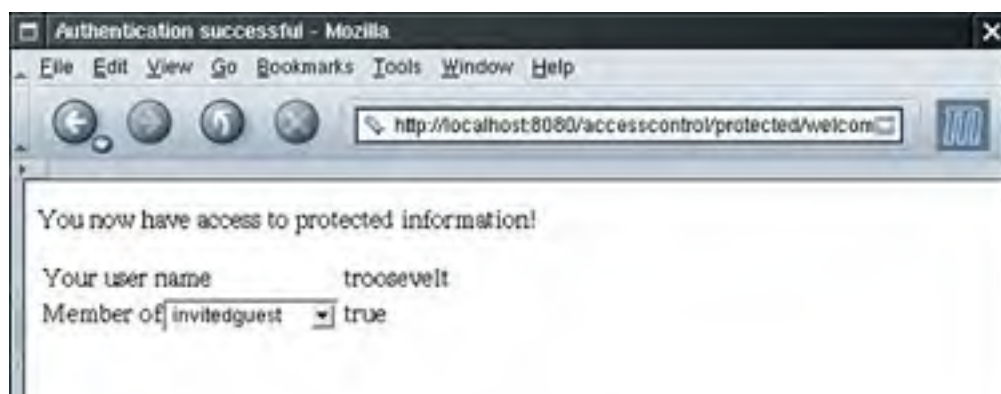 Authentication successful - Mozilla
File Edit View Go Bookmarks Tools Window Help
http://localhost:8080/accesscontrol/protected/welcom
You now have access to protected information!
Your user name troosevelt
Member of invitedguest true